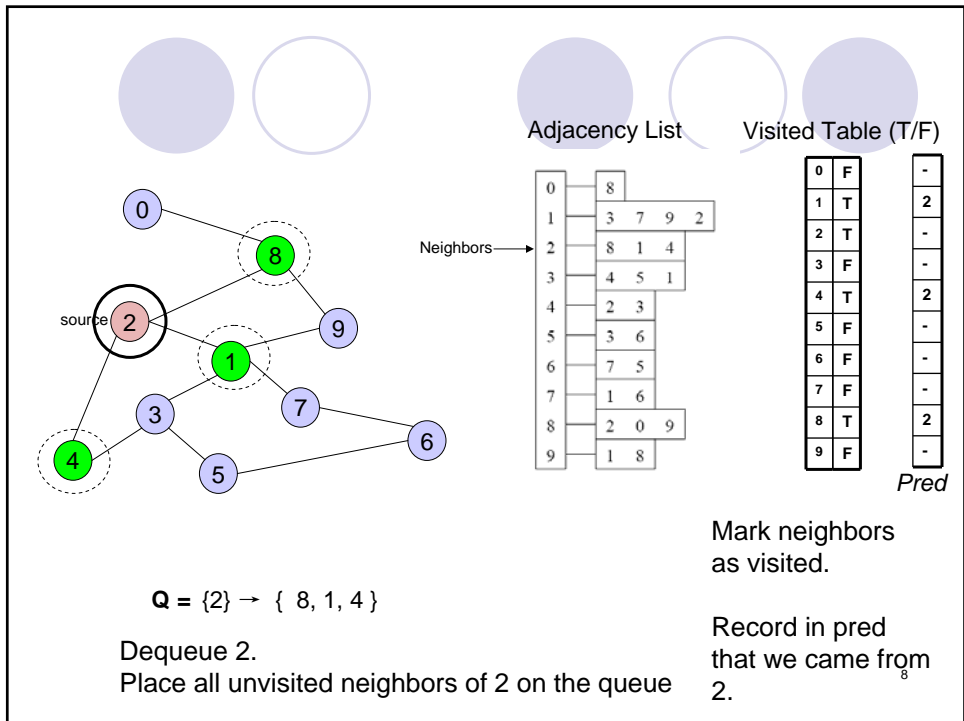 Adjacency List
Visited Table (T/F)
0
8
source
2
9
1
3
7
4
5
6
Neighbors
0 8
1 3 7 9 2
2 8 1 4
3 4 5 1
4 2 3
5 3 6
6 7 5
7 1 6
8 2 0 9
9 1 8
0 F -
1 T 2
2 T -
3 F -
4 T 2
5 F -
6 F -
7 F -
8 T 2
9 F -
Pred
Q = {2} → { 8, 1, 4 }
Dequeue 2.
Place all unvisited neighbors of 2 on the queue
Mark neighbors
as visited.
Record in pred
that we came from
2.
8